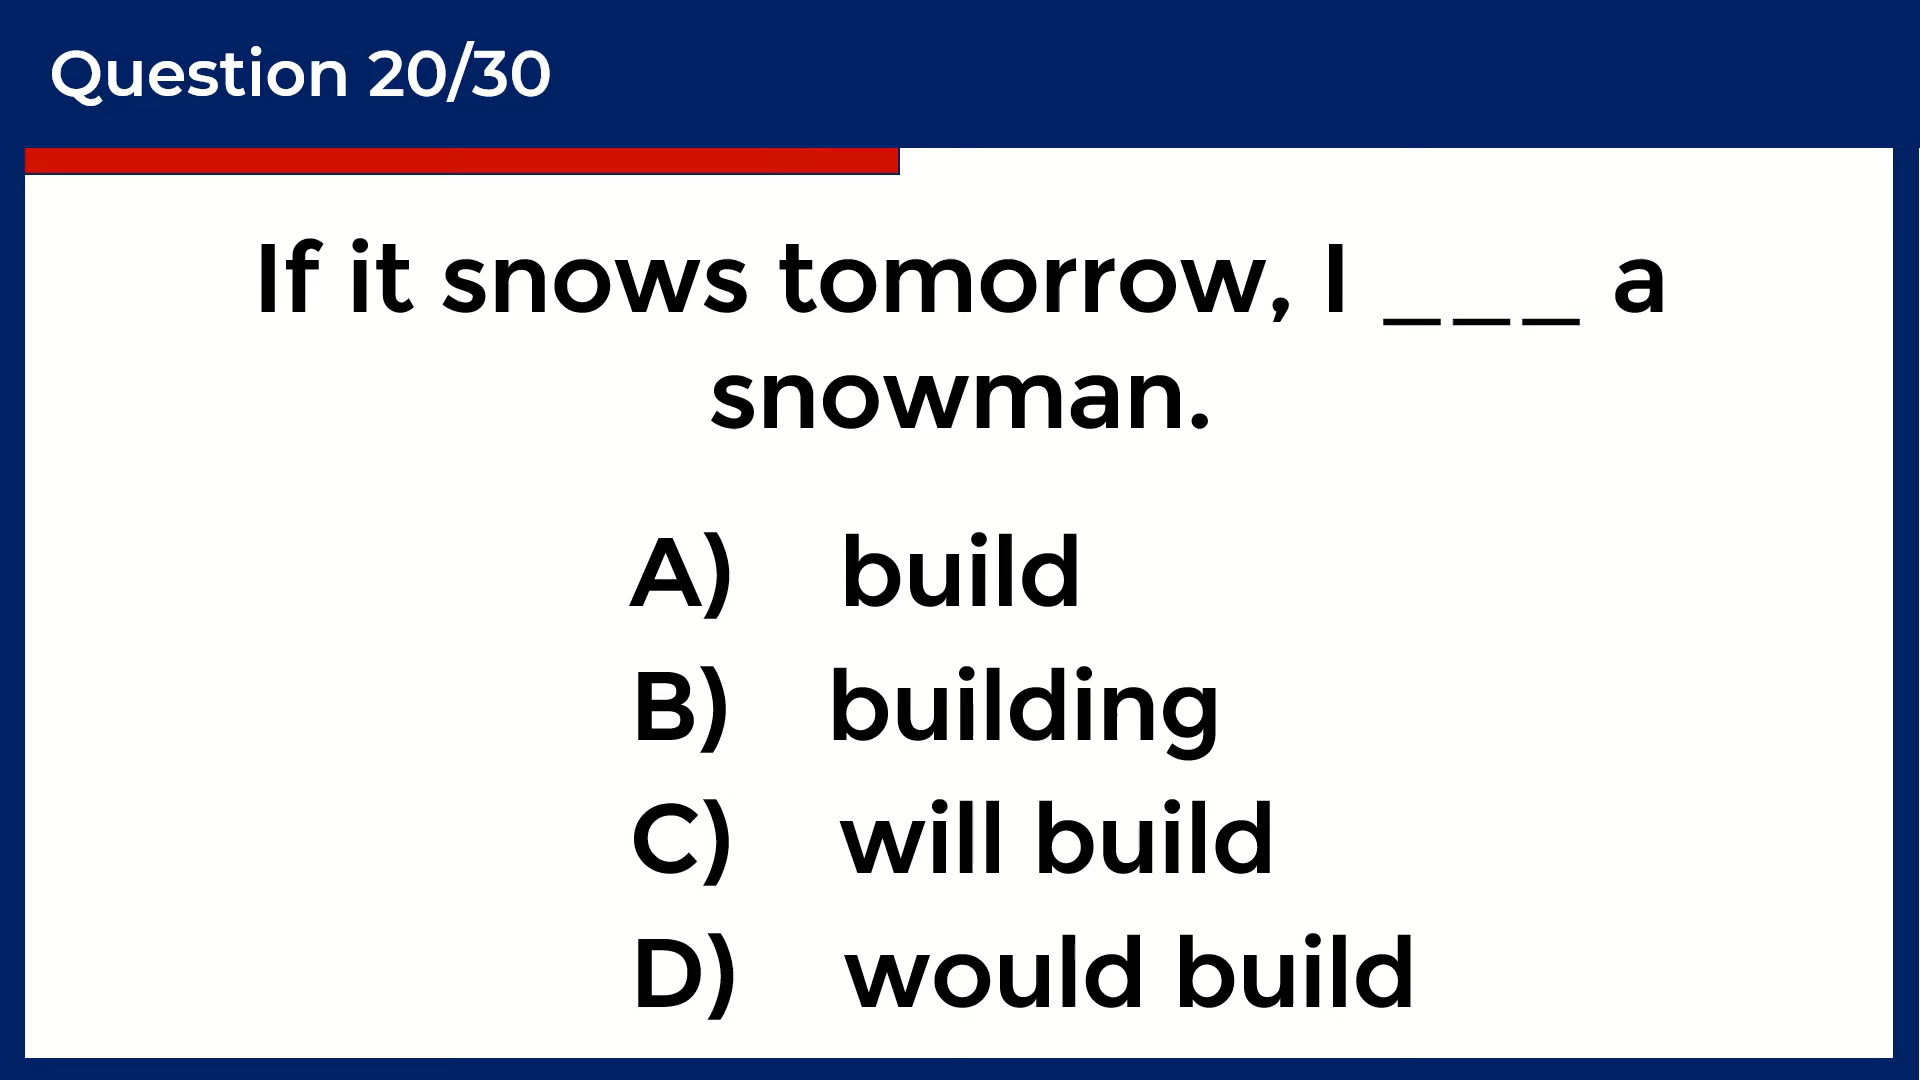 Question 20/30
If it snows tomorrow, I ___ a
snowman.
A) build
B) building
C) will build
D) would build